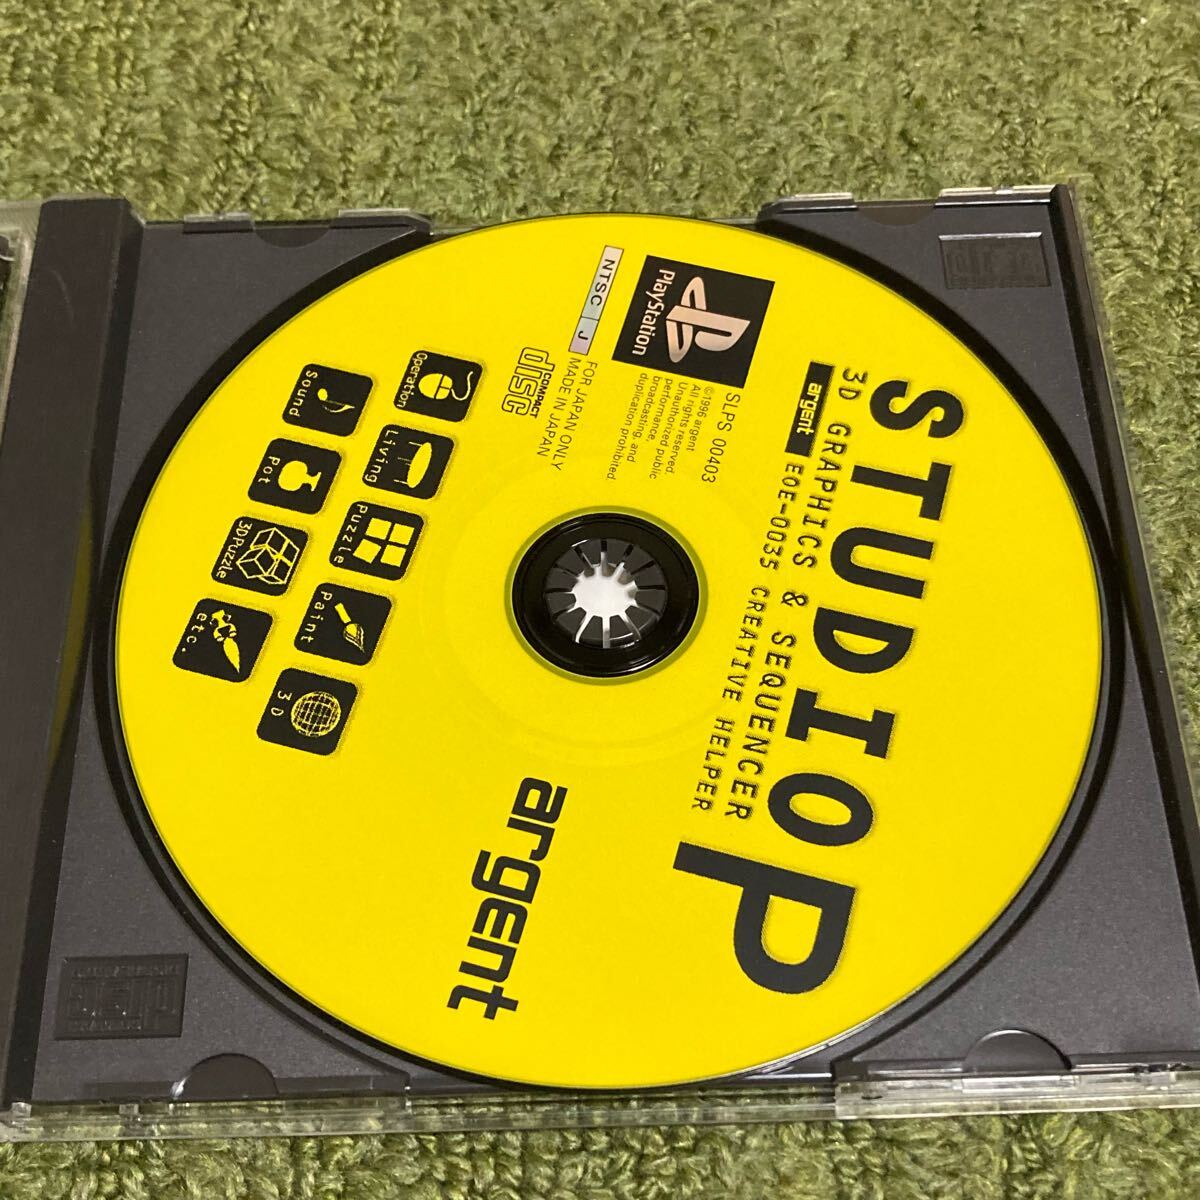 STUDIO P
3D GRAPHICS & SEQUENCER
argent EOE-0035 CREATIVE HELPER
PlayStation
SLPS 00403
©1996 argent
All rights reserved.
Unauthorized
performance, public
broadcasting,
duplication, and
prohibited.
NTSC J
FOR JAPAN ONLY
MADE IN JAPAN
COMPACT
disc
Operation
Living
Puzzle
Paint
3D
Sound
Pot
3DPuzzle
etc.
argent